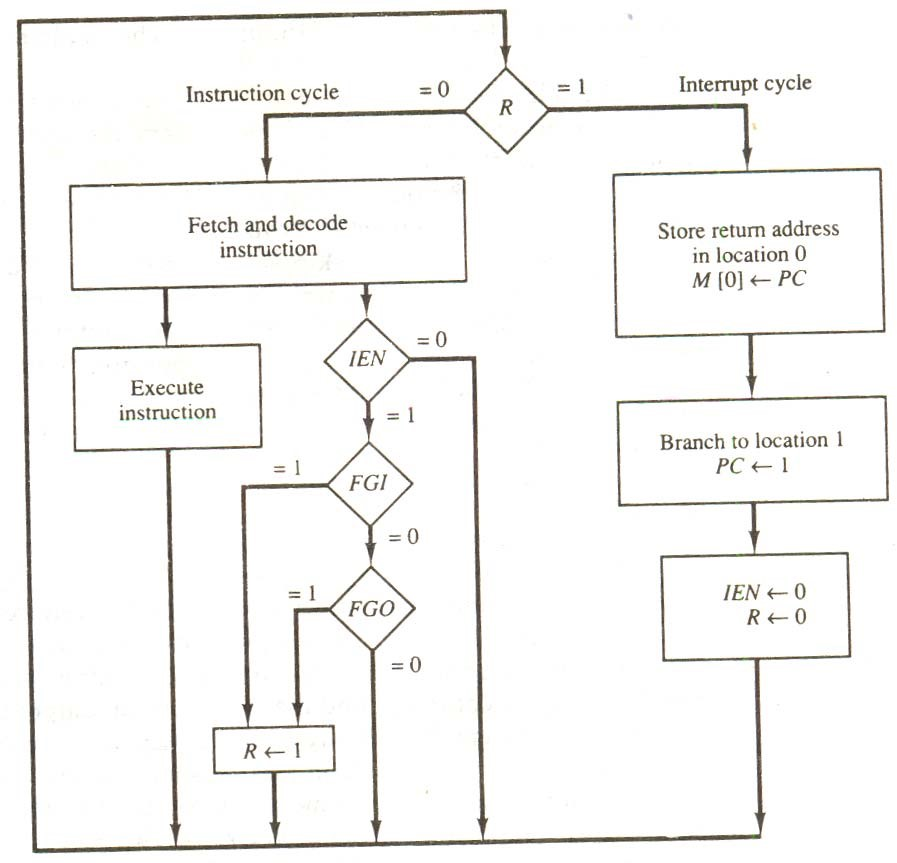 Instruction cycle
= 0
R
= 1
Interrupt cycle
Fetch and decode
instruction
Store return address
in location 0
M [0] ← PC
Execute
instruction
IEN
= 0
= 1
Branch to location 1
PC ← 1
FGI
= 1
= 0
FGO
= 1
= 0
IEN ← 0
R ← 0
R ← 1